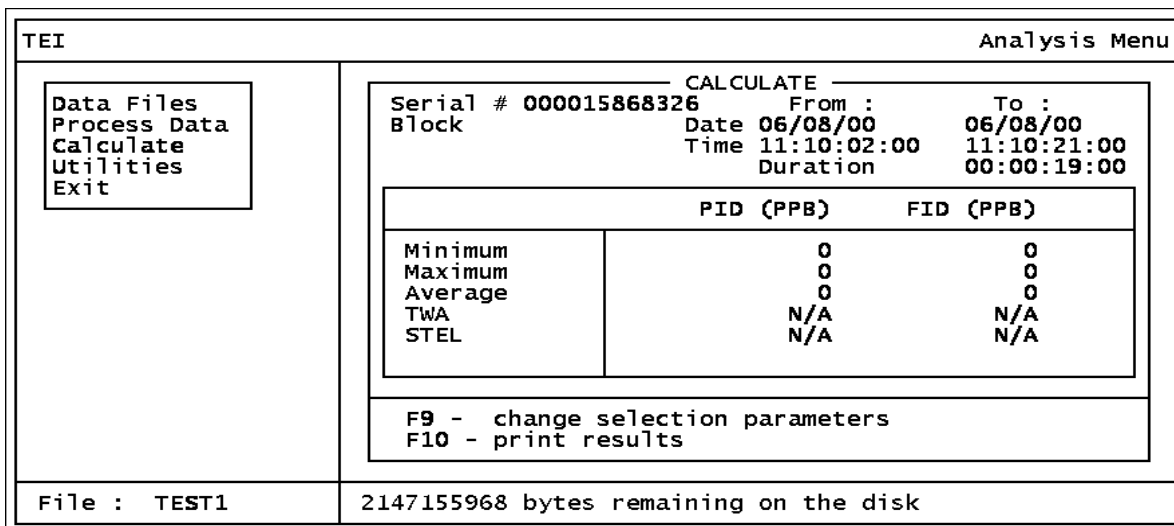 TEI Analysis Menu
Data Files
Process Data
Calculate
Utilities
Exit
CALCULATE
Serial # 000015868326 From : To :
Block Date 06/08/00 06/08/00
Time 11:10:02:00 11:10:21:00
Duration 00:00:19:00
PID (PPB) FID (PPB)
Minimum 0 0
Maximum 0 0
Average 0 0
TWA N/A N/A
STEL N/A N/A
F9 - change selection parameters
F10 - print results
File : TEST1 2147155968 bytes remaining on the disk